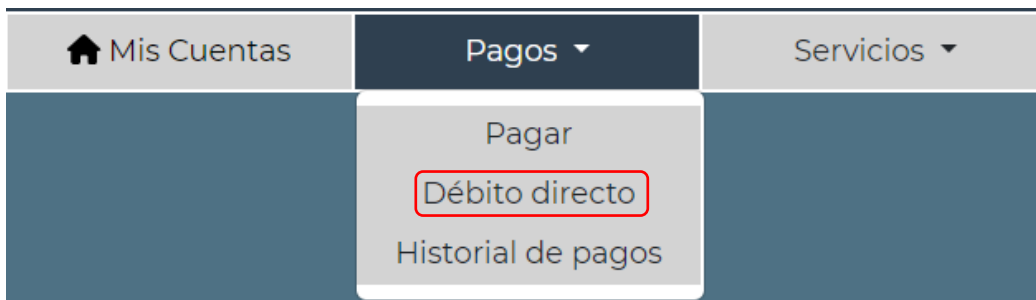 Mis Cuentas Pagos Servicios
Pagar
Débito directo
Historial de pagos